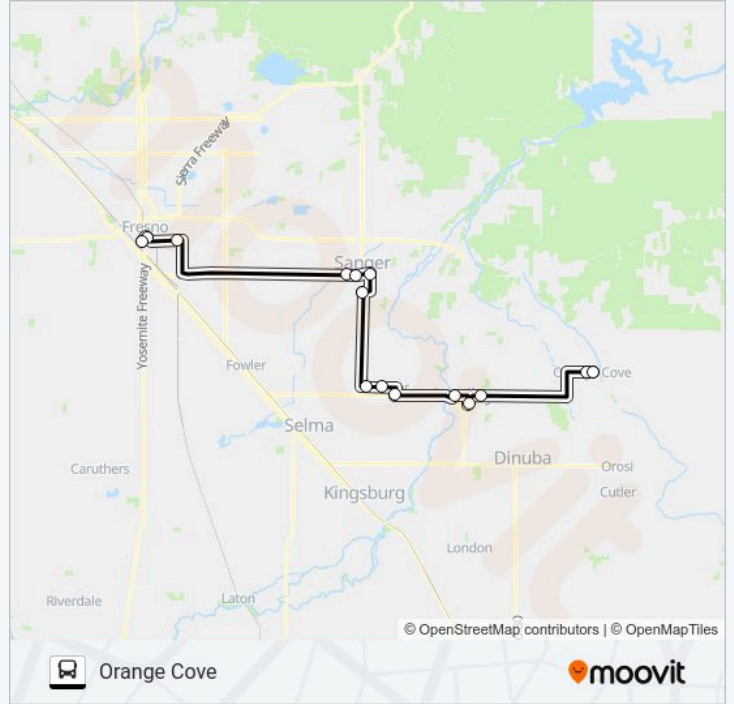 Sierra Freeway
Fresno
Sanger
Yosemite Freeway
Fowler
Cove
Selma
Dinuba
Caruthers
Orosi
Kingsburg
Cutler
London
Riverdale
Laton
© OpenStreetMap contributors | © OpenMapTiles
Orange Cove
moovit